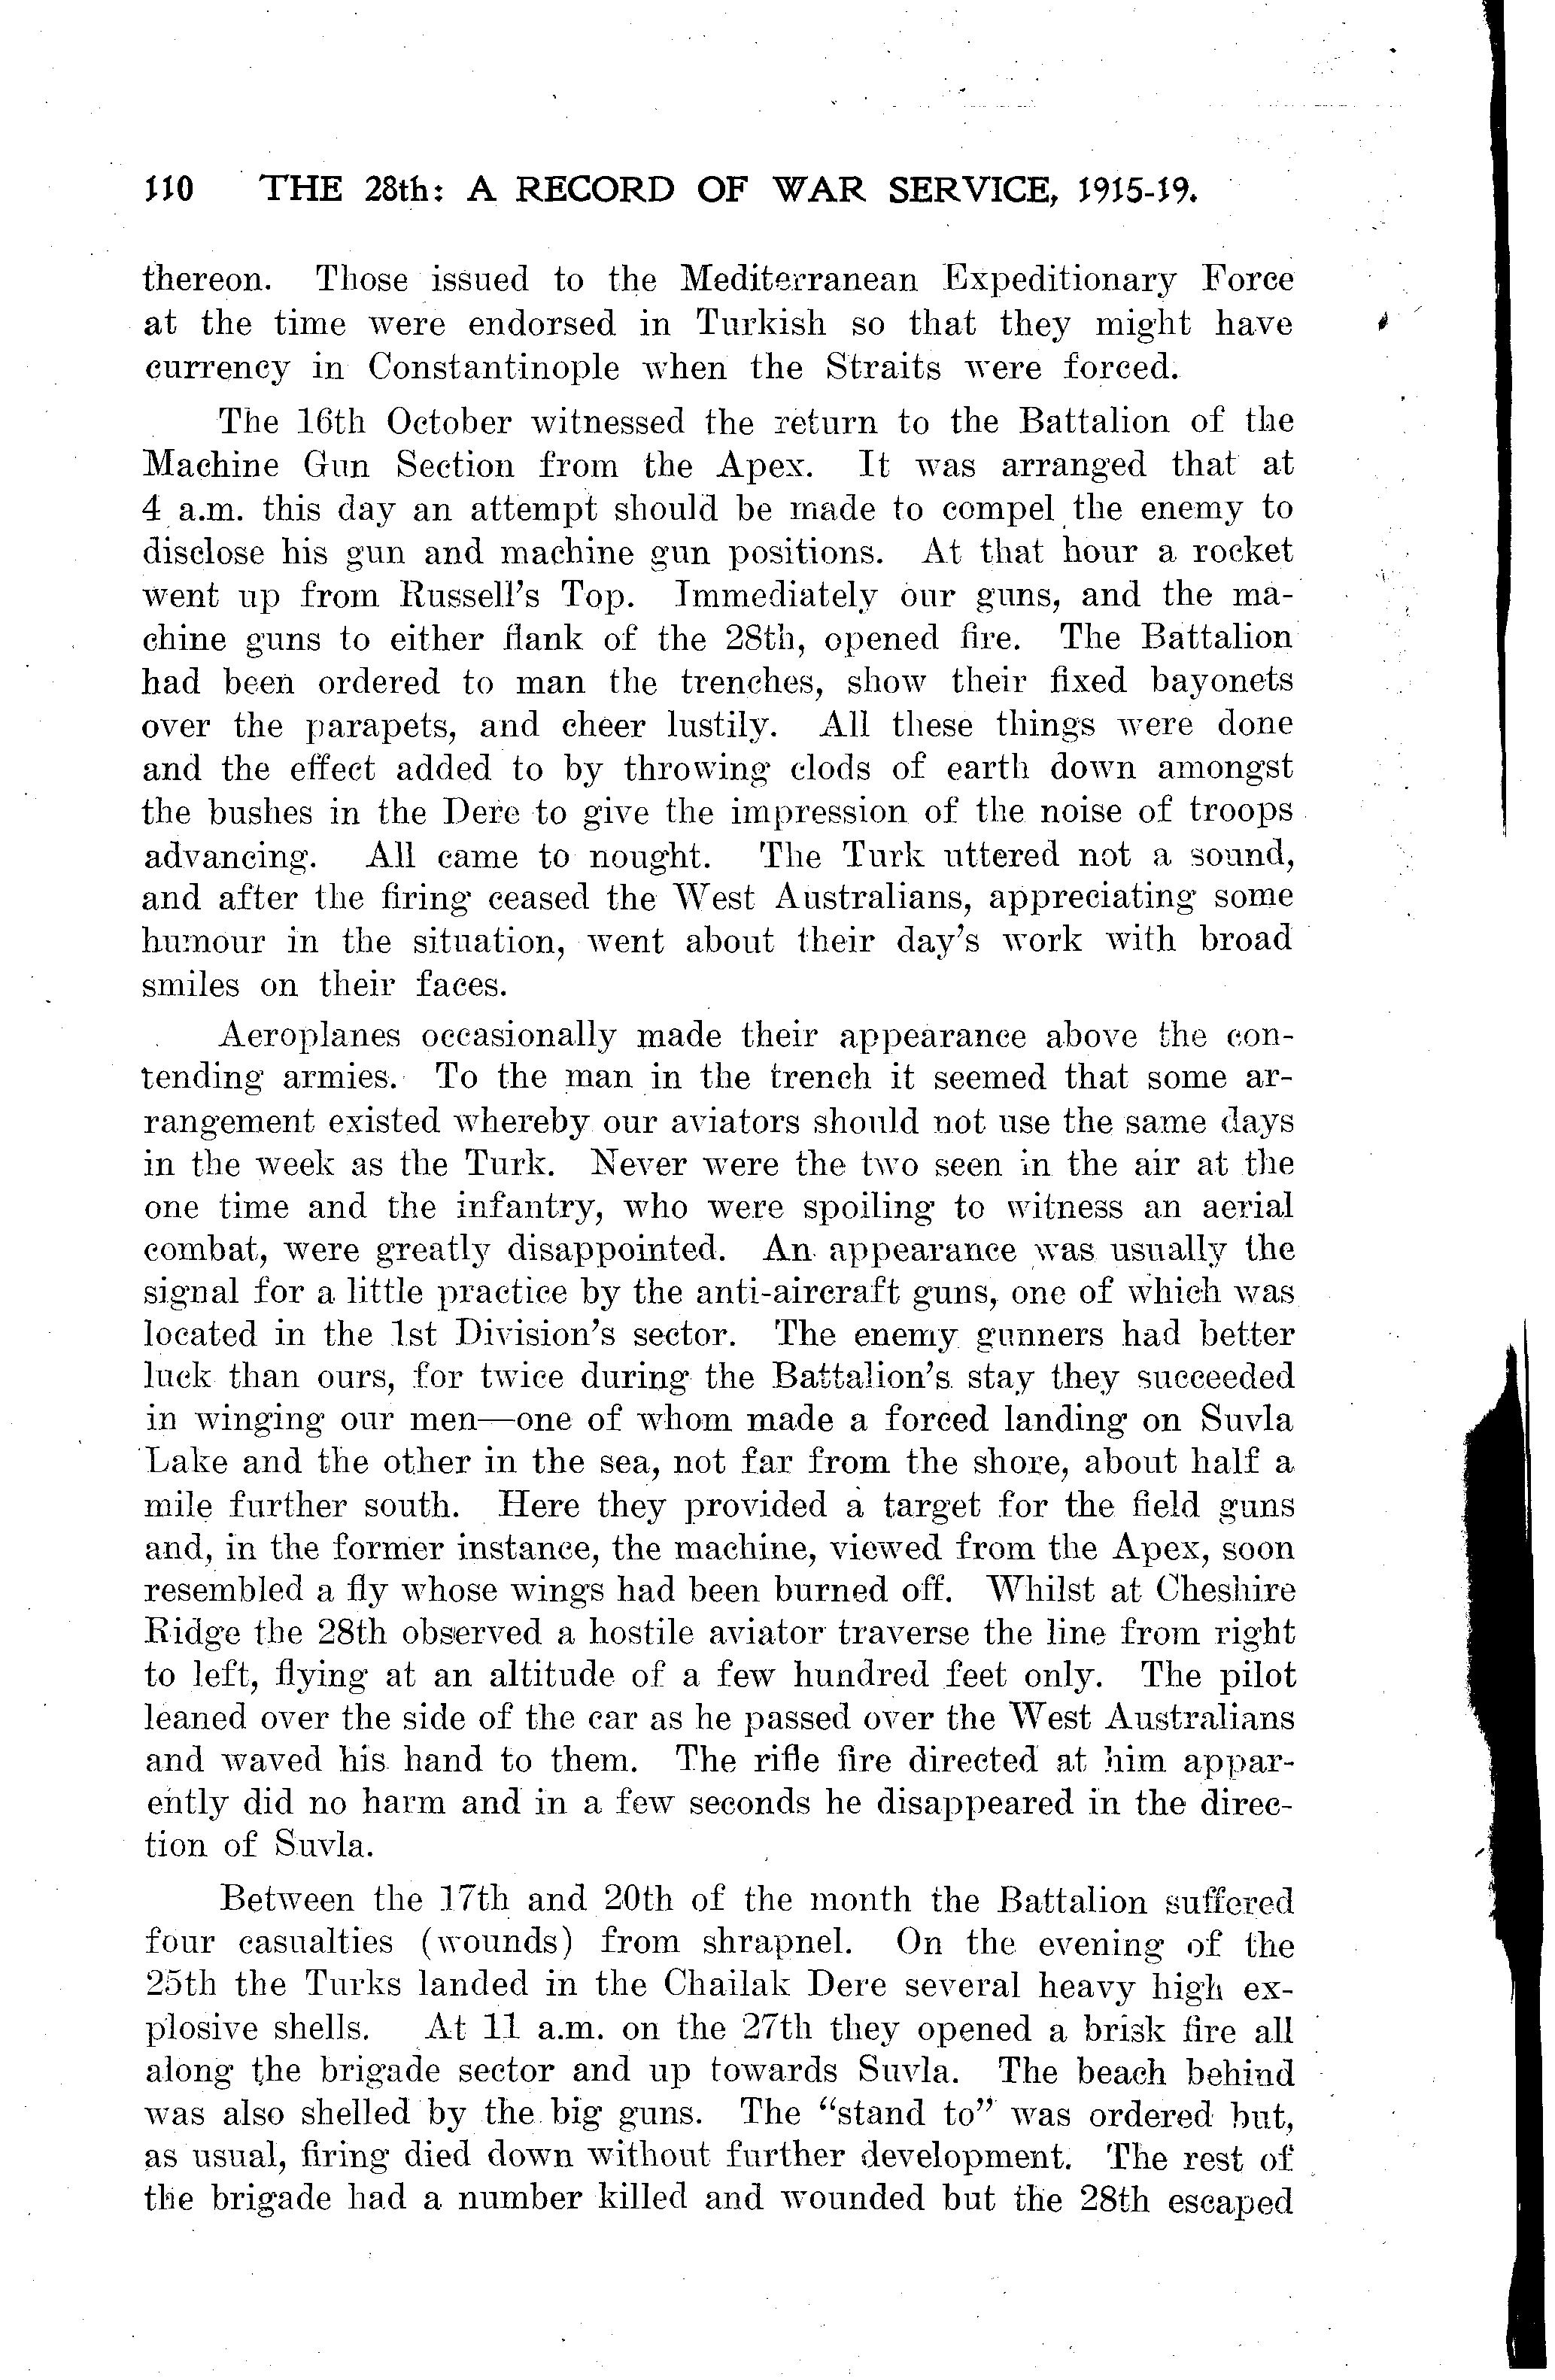 110 THE 28th: A RECORD OF WAR SERVICE, 1915-19.
thereon. Those issued to the Mediterranean Expeditionary Force
at the time were endorsed in Turkish so that they might have
currency in Constantinople when the Straits were forced.
The 16th October witnessed the return to the Battalion of the
Machine Gun Section from the Apex. It was arranged that at
4 a.m. this day an attempt should be made to compel the enemy to
disclose his gun and machine gun positions. At that hour a rocket
went up from Russell's Top. Immediately our guns, and the ma-
chine guns to either flank of the 28th, opened fire. The Battalion
had been ordered to man the trenches, show their fixed bayonets
over the parapets, and cheer lustily. All these things were done
and the effect added to by throwing clods of earth down amongst
the bushes in the Dere to give the impression of the noise of troops
advancing. All came to nought. The Turk uttered not a sound,
and after the firing ceased the West Australians, appreciating some
humour in the situation, went about their day's work with broad
smiles on their faces.
Aeroplanes occasionally made their appearance above the con-
tending armies. To the man in the trench it seemed that some ar-
rangement existed whereby our aviators should not use the same days
in the week as the Turk. Never were the two seen in the air at the
one time and the infantry, who were spoiling to witness an aerial
combat, were greatly disappointed. An appearance was usually the
signal for a little practice by the anti-aircraft guns, one of which was
located in the 1st Division's sector. The enemy gunners had better
luck than ours, for twice during the Battalion's stay they succeeded
in winging our men—one of whom made a forced landing on Suvla
Lake and the other in the sea, not far from the shore, about half a
mile further south. Here they provided a target for the field guns
and, in the former instance, the machine, viewed from the Apex, soon
resembled a fly whose wings had been burned off. Whilst at Cheshire
Ridge the 28th observed a hostile aviator traverse the line from right
to left, flying at an altitude of a few hundred feet only. The pilot
leaned over the side of the car as he passed over the West Australians
and waved his hand to them. The rifle fire directed at him appar-
ently did no harm and in a few seconds he disappeared in the direc-
tion of Suvla.
Between the 17th and 20th of the month the Battalion suffered
four casualties (wounds) from shrapnel. On the evening of the
25th the Turks landed in the Chailak Dere several heavy high ex-
plosive shells. At 11 a.m. on the 27th they opened a brisk fire all
along the brigade sector and up towards Suvla. The beach behind
was also shelled by the big guns. The "stand to" was ordered but,
as usual, firing died down without further development. The rest of
the brigade had a number killed and wounded but the 28th escaped